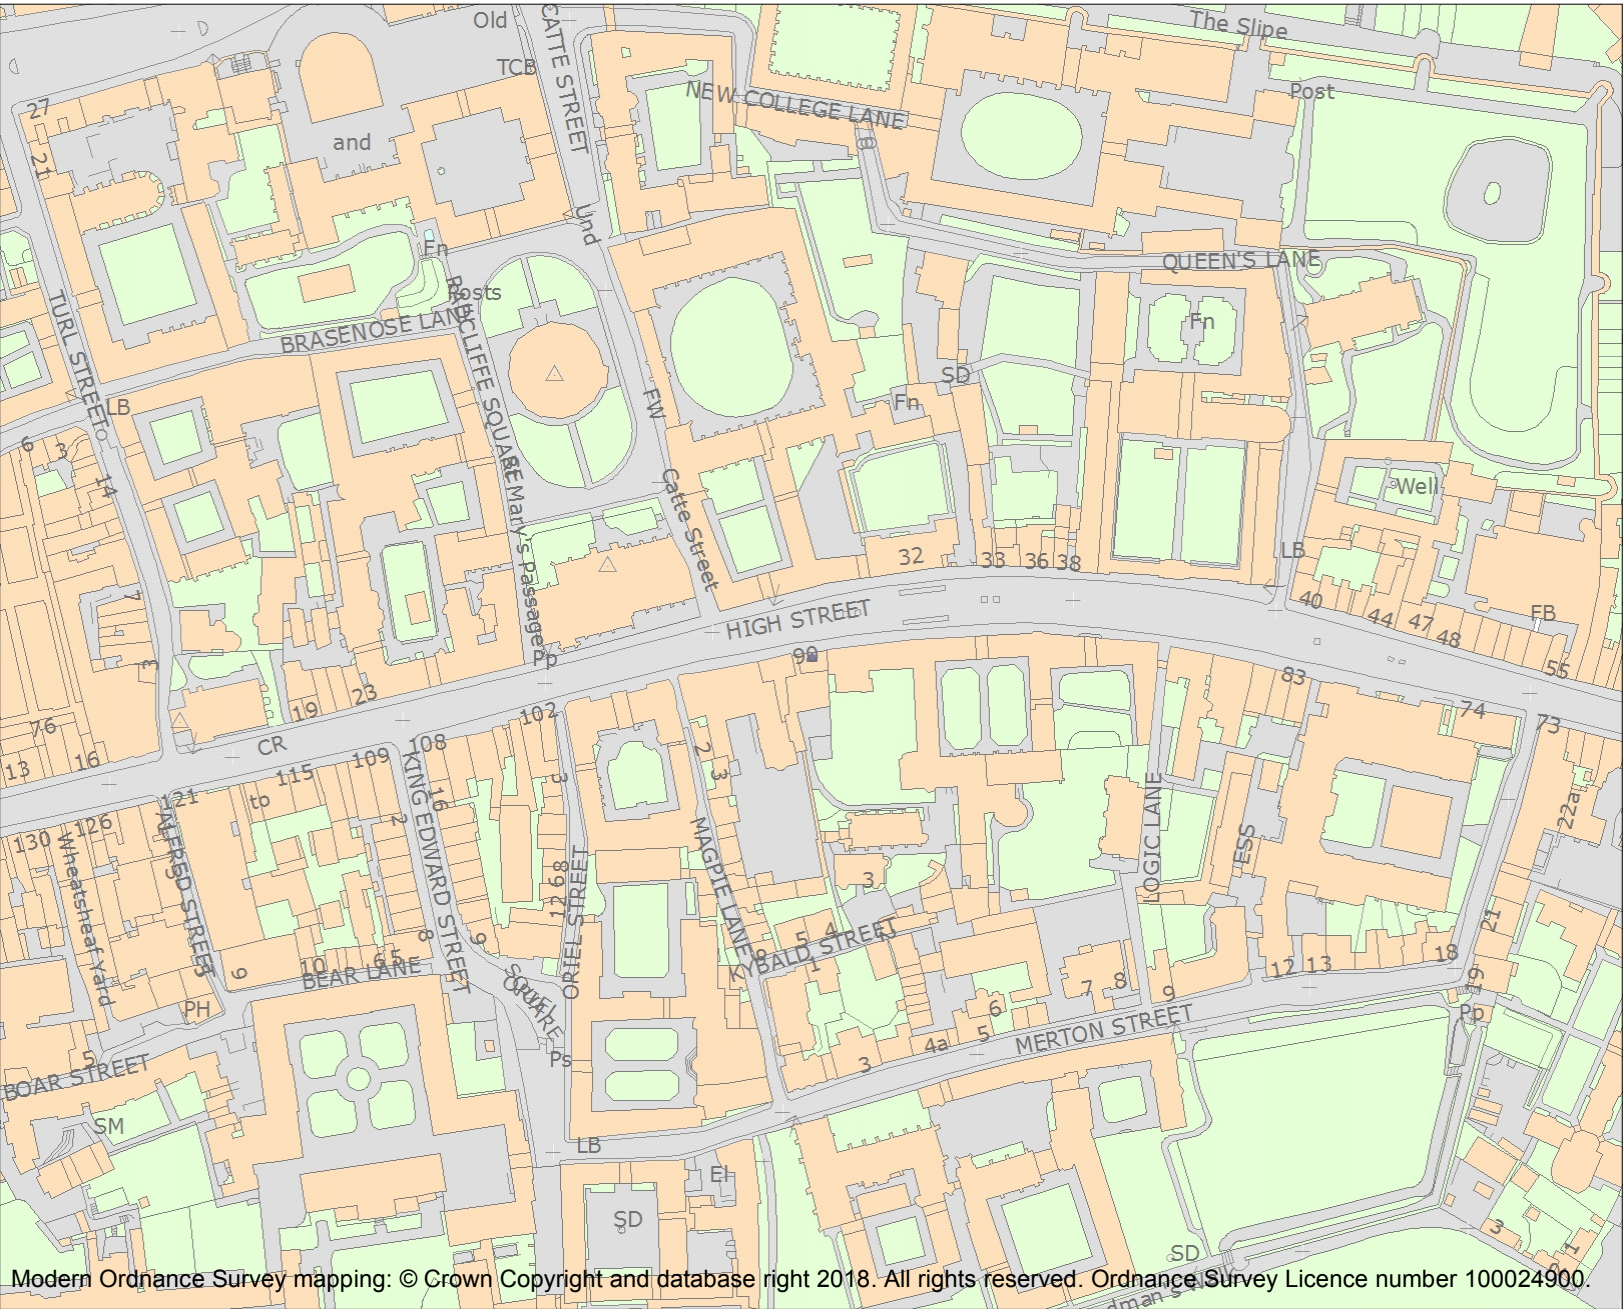 Old
CATTE STREET
The Slipe
TCB
NEW COLLEGE LANE
Post
27
and
21
Und
Fn
QUEEN'S LANE
Posts
TURL STREET
BRASENOSE LANE
RADCLIFFE SQUARE
Fn
SD
FW
Fn
LB
6
3
14
Catte Street
Well
St Mary's Passage
32
33
36
38
LB
7
40
44
47
48
FB
HIGH STREET
3
Pp
90
55
83
19
23
102
74
73
76
CR
108
2
13
16
109
3
3
115
to
16
LOGIC LANE
121
22a
130
126
2
Wheatsheaf Yard
ALFRED STREET
KING EDWARD STREET
MAGPIE LANE
ESS
12 6 8
ORIEL STREET
3
4
5
KYBALD STREET
8
9
21
1
18
9
10
6
5
BEAR LANE
12
13
19
ORIEL SQUARE
7
8
9
PH
6
5
MERTON STREET
Pp
5
BOAR STREET
Ps
4a
3
SM
LB
El
SD
3
1
SD
Modern Ordnance Survey mapping: © Crown Copyright and database right 2018. All rights reserved. Ordnance Survey Licence number 100024900.